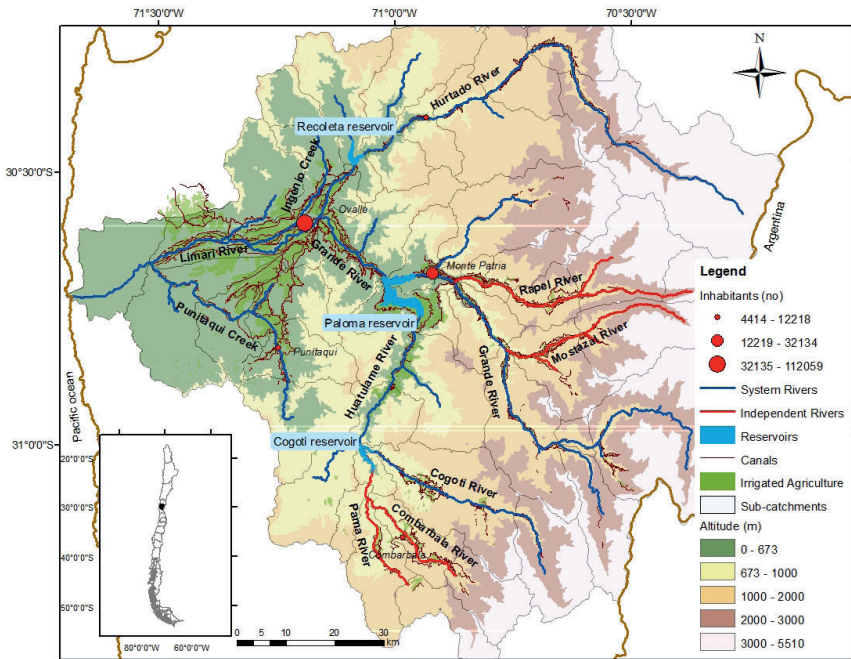 71°30'0"W
71°0'0"W
70°30'0"W
N
Hurtado River
Recoleta reservoir
30°30'0"S
Ingenio Creek
Ovalle
Argentina
Limari River
Grande River
Monte Patria
Rapel River
Punitaqui Creek
Paloma reservoir
Mostazal River
Punitaqui
Huatulame River
Grande River
Pacific ocean
31°0'0"S
Cogoti reservoir
Cogoti River
Pama River
Combarbala River
Combarbala
20°0'0"S
30°0'0"S
40°0'0"S
50°0'0"S
80°0'0"W
60°0'0"W
0 5 10 20 30
km
Legend
Inhabitants (no)
4414 - 12218
12219 - 32134
32135 - 112059
System Rivers
Independent Rivers
Reservoirs
Canals
Irrigated Agriculture
Sub-catchments
Altitude (m)
0 - 673
673 - 1000
1000 - 2000
2000 - 3000
3000 - 5510